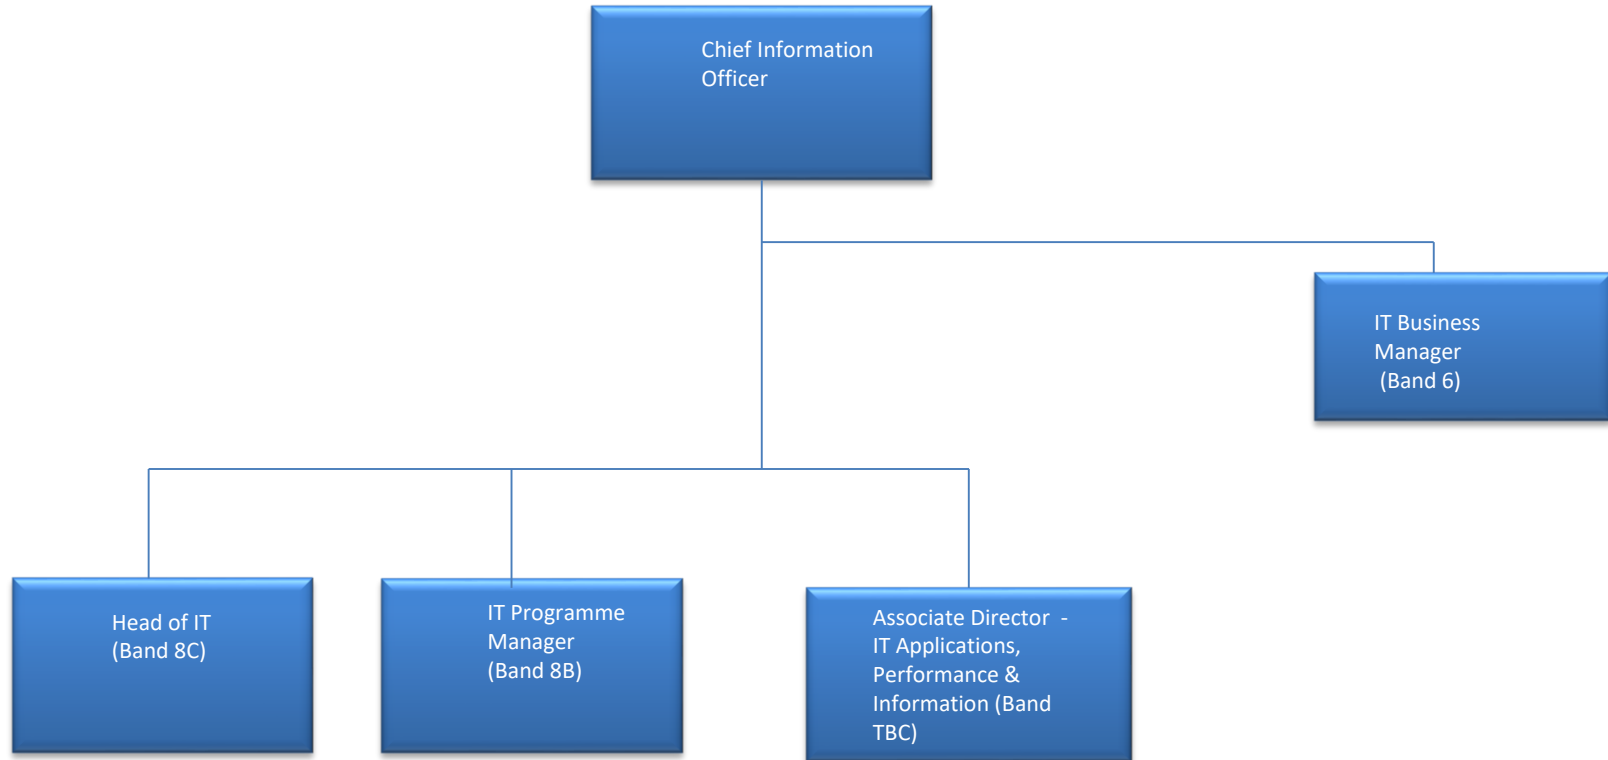 Chief Information
Officer
IT Business
Manager
(Band 6)
Head of IT
(Band 8C)
IT Programme
Manager
(Band 8B)
Associate Director  -
IT Applications,
Performance &
Information (Band
TBC)